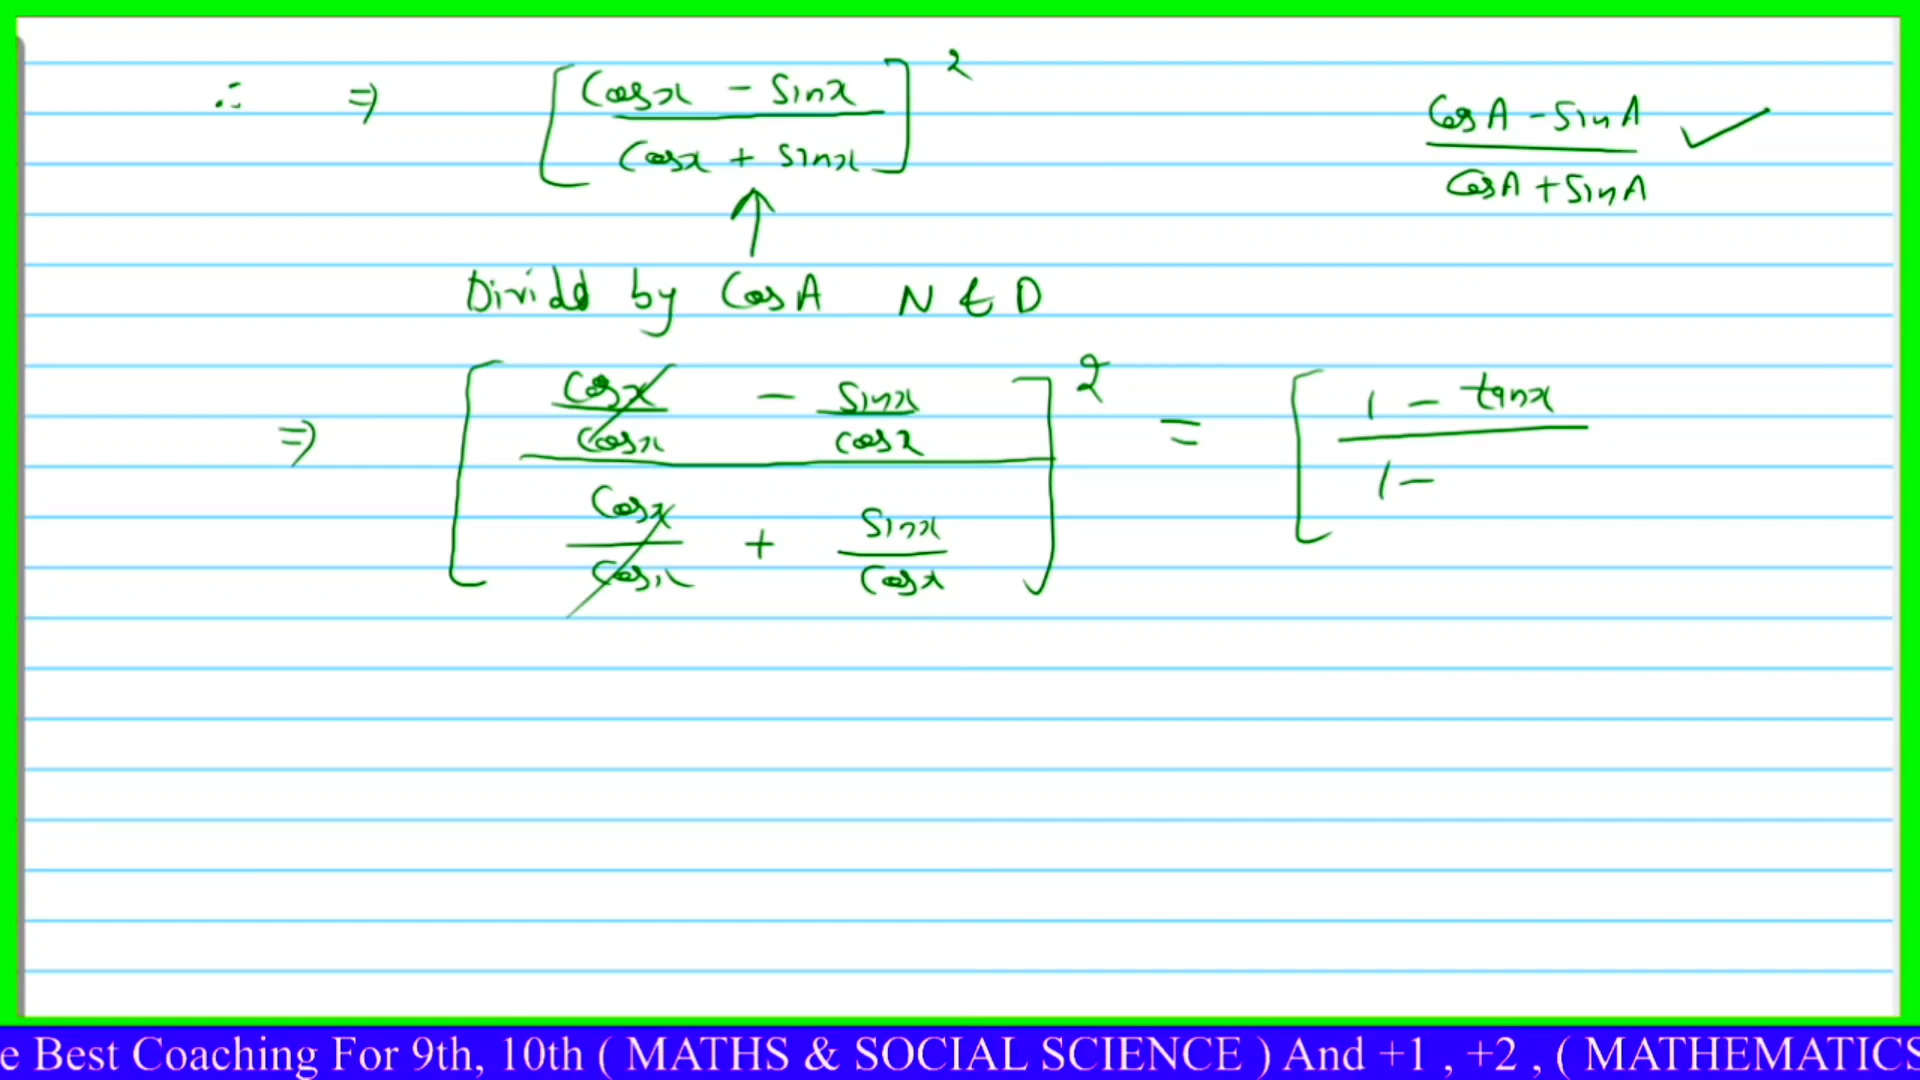 ∴ ⇒ [ (Cosx - Sinx) / (Cosx + Sinx) ]²
CosA - SinA / CosA + SinA ✓
↑
Divide by CosA N & D
⇒ [ (Cosx/Cosx - Sinx/Cosx) / (Cosx/Cosx + Sinx/Cosx) ]² = [ 1 - tanx / 1 -
e Best Coaching For 9th, 10th ( MATHS & SOCIAL SCIENCE ) And +1 , +2 , ( MATHEMATICS